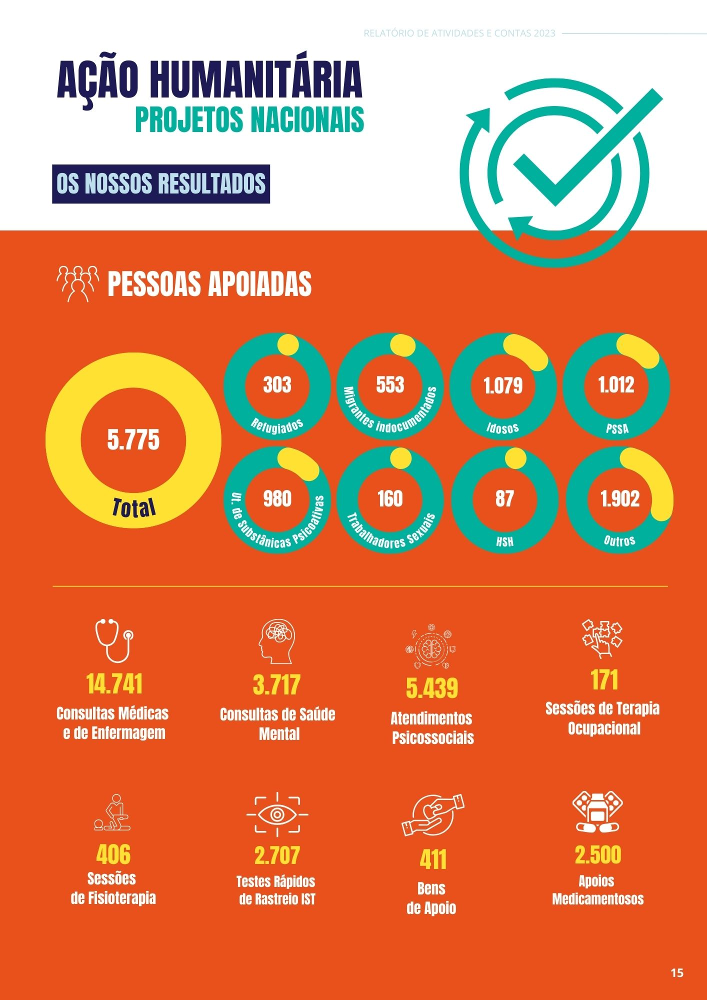 RELATÓRIO DE ATIVIDADES E CONTAS 2023
AÇÃO HUMANITÁRIA
PROJETOS NACIONAIS
OS NOSSOS RESULTADOS
PESSOAS APOIADAS
5.775
Total
303
Refugiados
553
Migrantes indocumentados
1.079
Idosos
1.012
PSSA
980
Ut. de Substânicas Psicoativas
160
Trabalhadores Sexuais
87
HSH
1.902
Outros
14.741
Consultas Médicas
e de Enfermagem
3.717
Consultas de Saúde
Mental
5.439
Atendimentos
Psicossociais
171
Sessões de Terapia
Ocupacional
406
Sessões
de Fisioterapia
2.707
Testes Rápidos
de Rastreio IST
411
Bens
de Apoio
2.500
Apoios
Medicamentosos
15